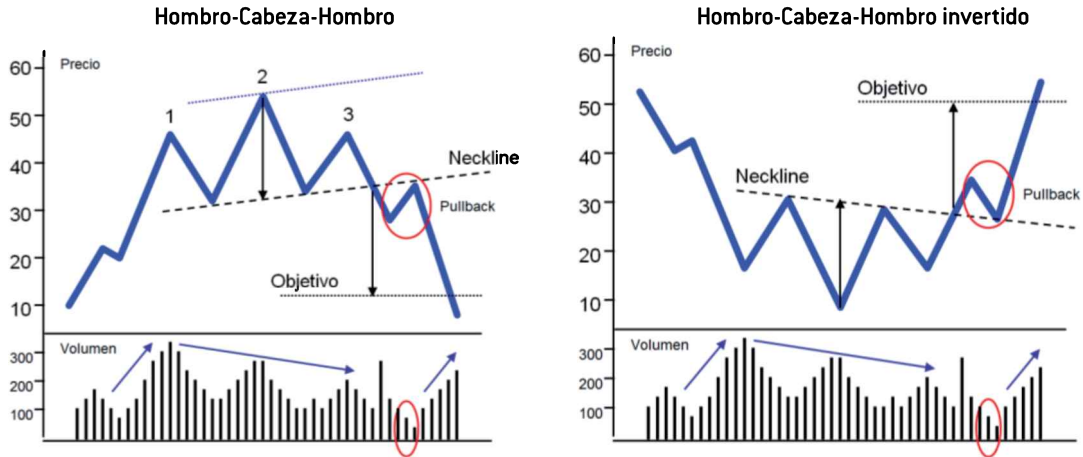 Hombro-Cabeza-Hombro
Precio
60
50
40
30
20
10
1
2
3
Neckline
Pullback
Objetivo
Volumen
300
200
100
Hombro-Cabeza-Hombro invertido
Precio
60
50
40
30
20
10
Objetivo
Neckline
Pullback
Volumen
300
200
100